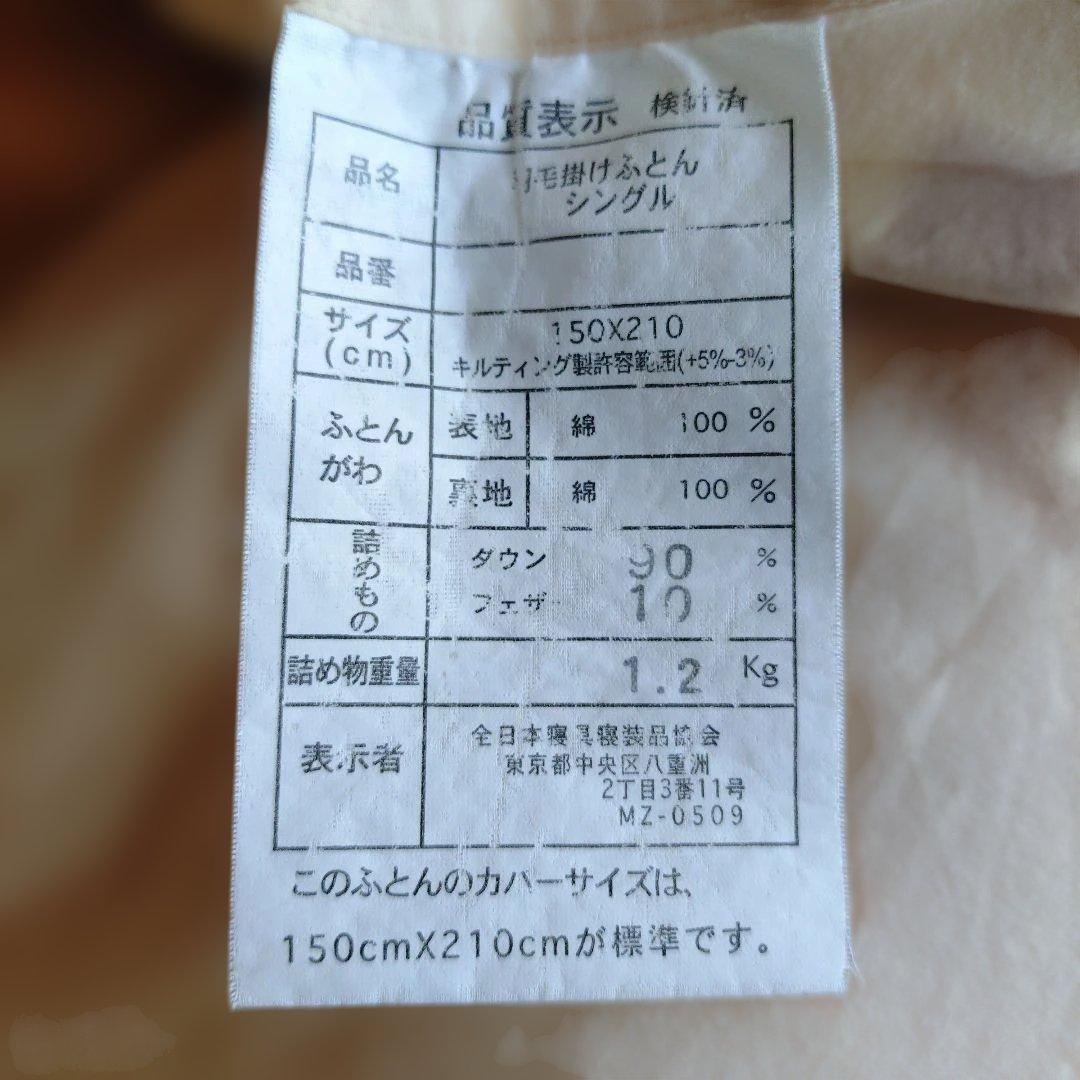 品質表示 検針済
品名 羽毛掛けふとん
シングル
品番
サイズ 150X210
(cm) キルティング製許容範囲(+5%-3%)
ふとん
がわ
表地 綿 100 %
裏地 綿 100 %
詰めもの
ダウン 90 %
フェザー 10 %
詰め物重量 1.2 Kg
表示者
全日本寝具寝装品協会
東京都中央区八重洲
2丁目3番11号
MZ-0509
このふとんのカバーサイズは、
150cmX210cmが標準です。